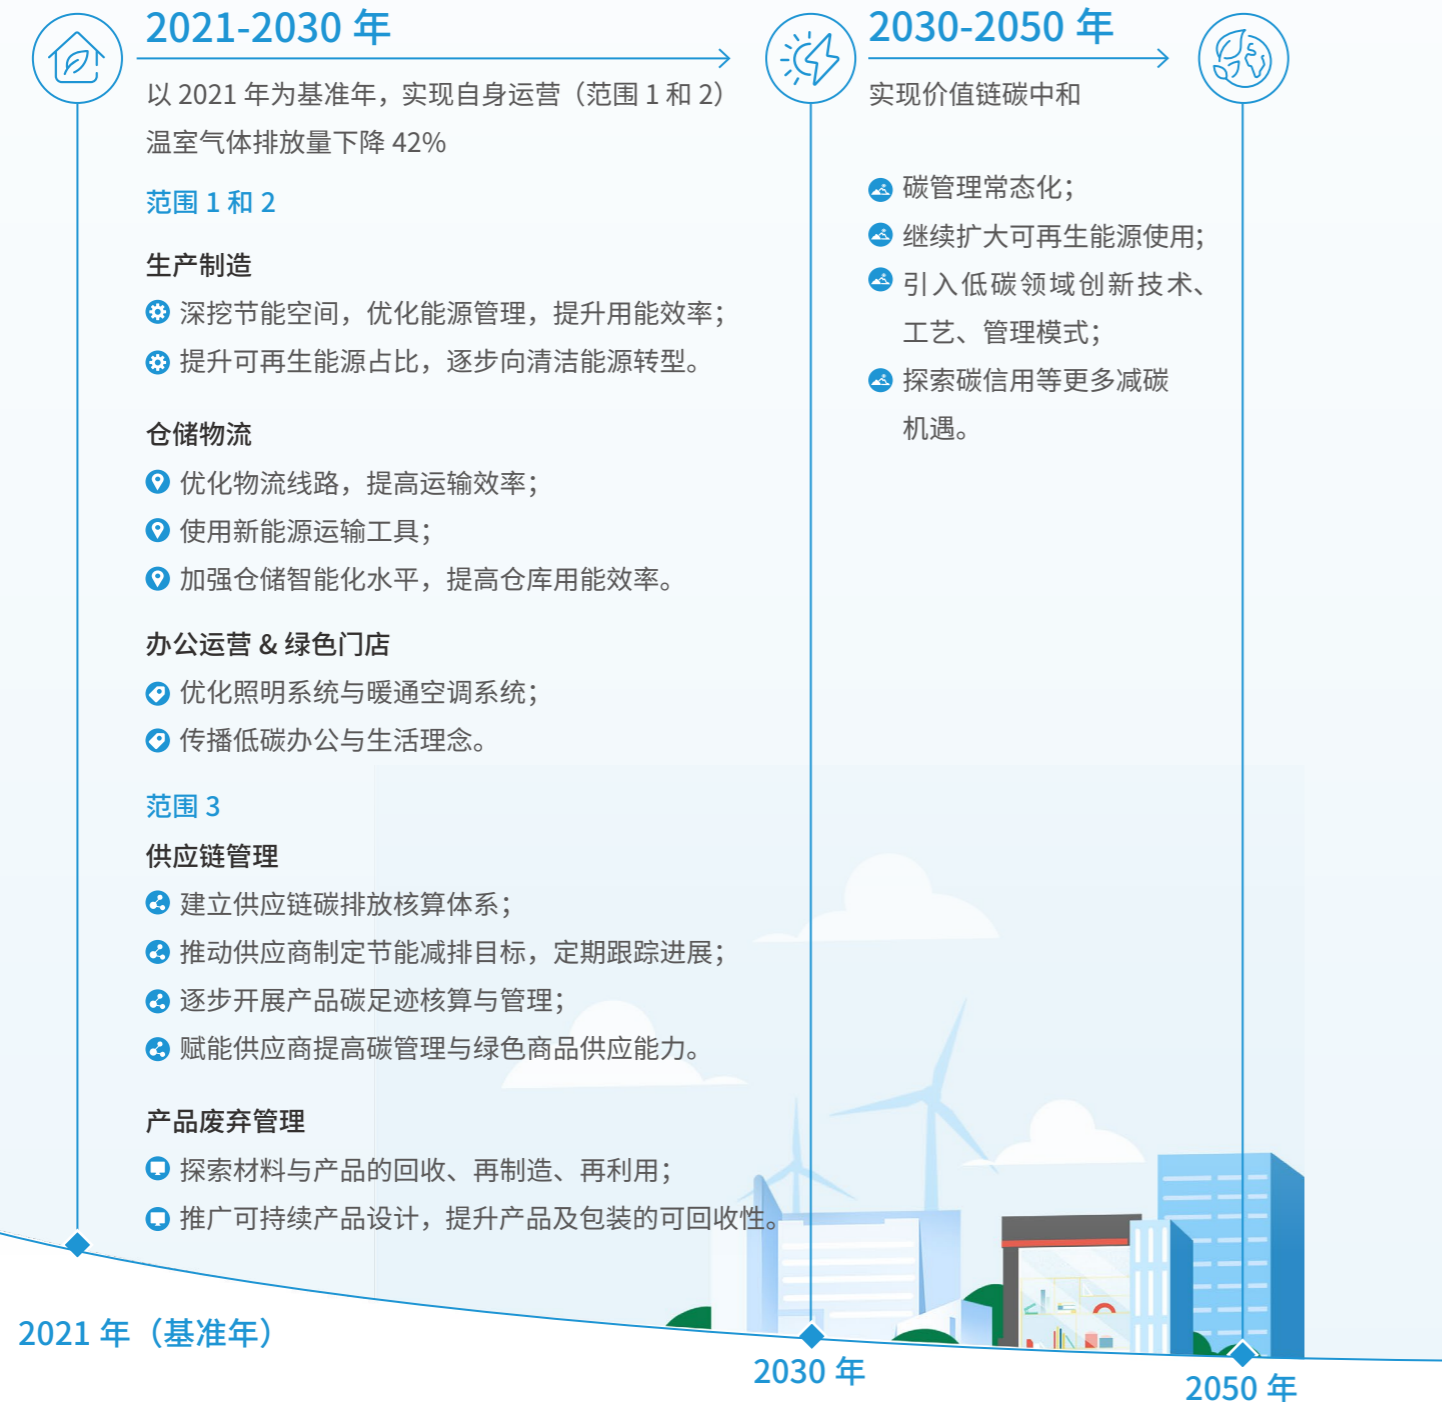 2021-2030 年
以 2021 年为基准年，实现自身运营（范围 1 和 2）
温室气体排放量下降 42%
范围 1 和 2
生产制造
深挖节能空间，优化能源管理，提升用能效率；
提升可再生能源占比，逐步向清洁能源转型。
仓储物流
优化物流线路，提高运输效率；
使用新能源运输工具；
加强仓储智能化水平，提高仓库用能效率。
办公运营 & 绿色门店
优化照明系统与暖通空调系统；
传播低碳办公与生活理念。
范围 3
供应链管理
建立供应链碳排放核算体系；
推动供应商制定节能减排目标，定期跟踪进展；
逐步开展产品碳足迹核算与管理；
赋能供应商提高碳管理与绿色商品供应能力。
产品废弃管理
探索材料与产品的回收、再制造、再利用；
推广可持续产品设计，提升产品及包装的可回收性。
2030-2050 年
实现价值链碳中和
碳管理常态化；
继续扩大可再生能源使用；
引入低碳领域创新技术、
工艺、管理模式；
探索碳信用等更多减碳
机遇。
2021 年（基准年）
2030 年
2050 年